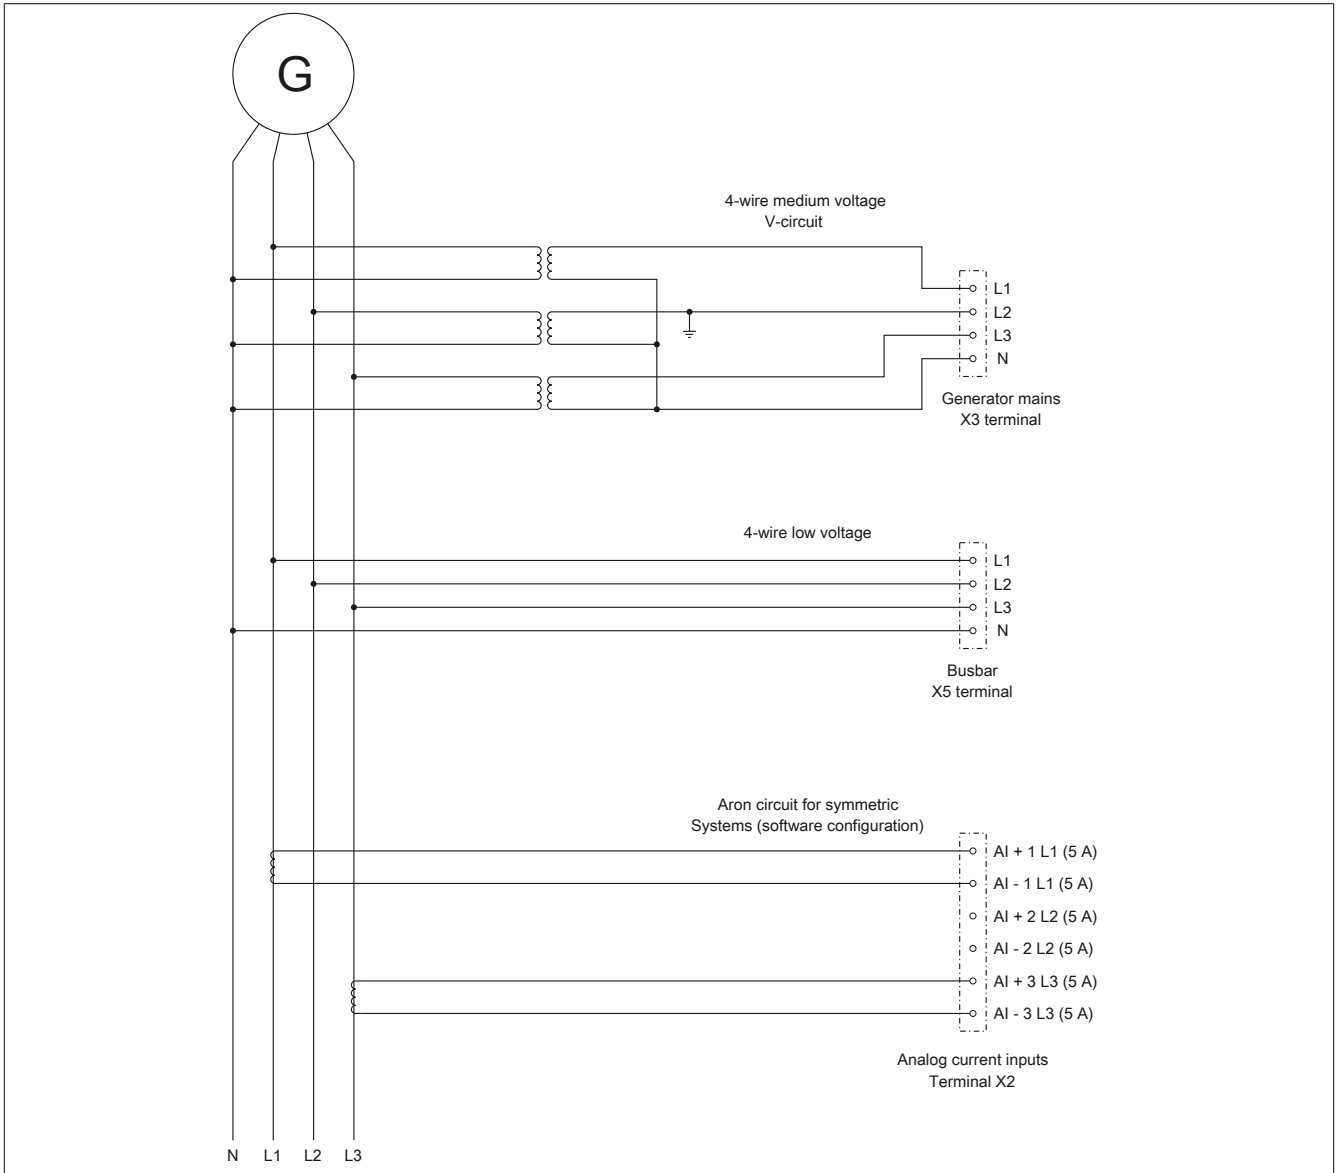 G
4-wire medium voltage
V-circuit
L1
L2
L3
N
Generator mains
X3 terminal
4-wire low voltage
L1
L2
L3
N
Busbar
X5 terminal
Aron circuit for symmetric
Systems (software configuration)
AI + 1 L1 (5 A)
AI - 1 L1 (5 A)
AI + 2 L2 (5 A)
AI - 2 L2 (5 A)
AI + 3 L3 (5 A)
AI - 3 L3 (5 A)
Analog current inputs
Terminal X2
N L1 L2 L3